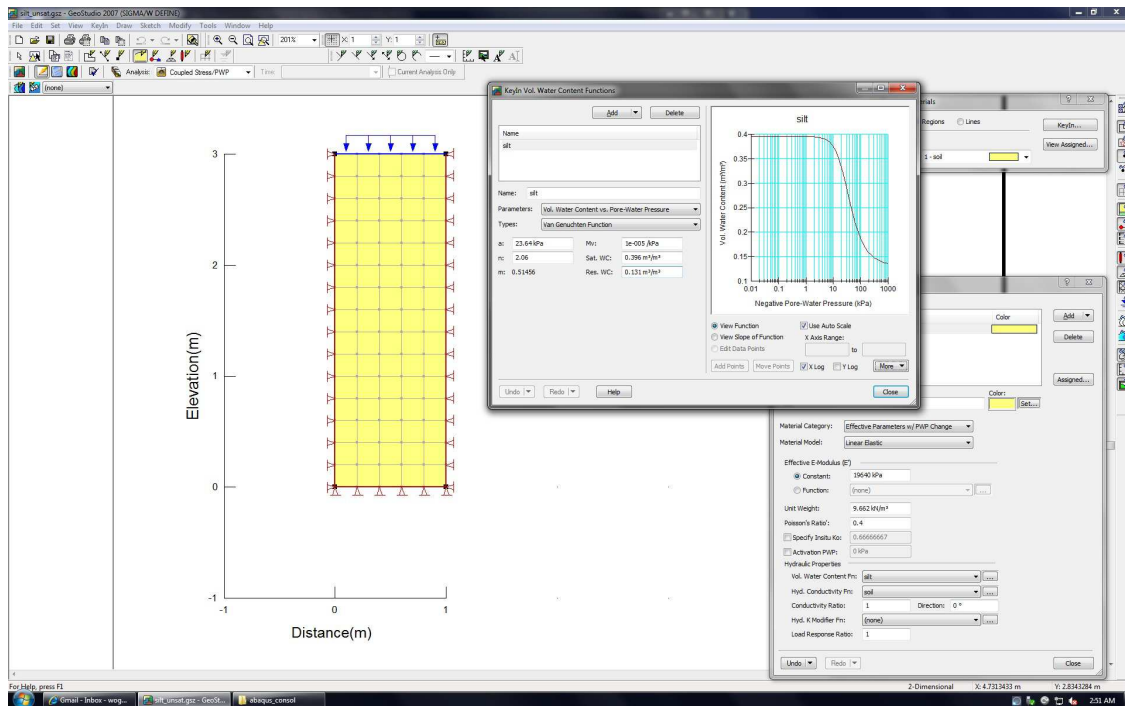 silt_unsat.gsz - GeoStudio 2007 (SIGMA/W DEFINE)
File Edit Set View KeyIn Draw Sketch Modify Tools Window Help
201% X: 1 Y: 1
Analysis: Coupled Stress/PWP Time: Current Analysis Only
(none)
KeyIn Vol. Water Content Functions
Add Delete
Name
silt
Name: silt
Parameters: Vol. Water Content vs. Pore-Water Pressure
Types: Van Genuchten Function
a: 23.64 kPa Mv: 1e-005 /kPa
n: 2.06 Sat. WC: 0.396 m³/m³
m: 0.51456 Res. WC: 0.131 m³/m³
Undo Redo Help
silt
Vol. Water Content (m³/m³)
0.4
0.35
0.3
0.25
0.2
0.15
0.1
0.01 0.1 1 10 100 1000
Negative Pore-Water Pressure (kPa)
View Function Use Auto Scale
View Slope of Function X Axis Range:
Edit Data Points to
Add Points Move Points X Log Y Log More
Close
Regions Lines KeyIn...
View Assigned...
1 - soil
3
2
1
0
-1
Elevation(m)
-1 0 1
Distance(m)
Color Add
Delete
Assigned...
Color:
Set...
Material Category: Effective Parameters w/ PWP Change
Material Model: Linear Elastic
Effective E-Modulus (E')
Constant: 19640 kPa
Function: (none)
Unit Weight: 9.662 kN/m³
Poisson's Ratio': 0.4
Specify Insitu Ko: 0.66666667
Activation PWP: 0 kPa
Hydraulic Properties
Vol. Water Content Fn: silt
Hyd. Conductivity Fn: soil
Conductivity Ratio: 1 Direction: 0 °
Hyd. K Modifier Fn: (none)
Load Response Ratio: 1
Undo Redo Close
For Help, press F1 2-Dimensional X: 4.7313433 m Y: 2.8343284 m
Gmail - Inbox - wog... silt_unsat.gsz - GeoSt... abaqus_consol 2:51 AM